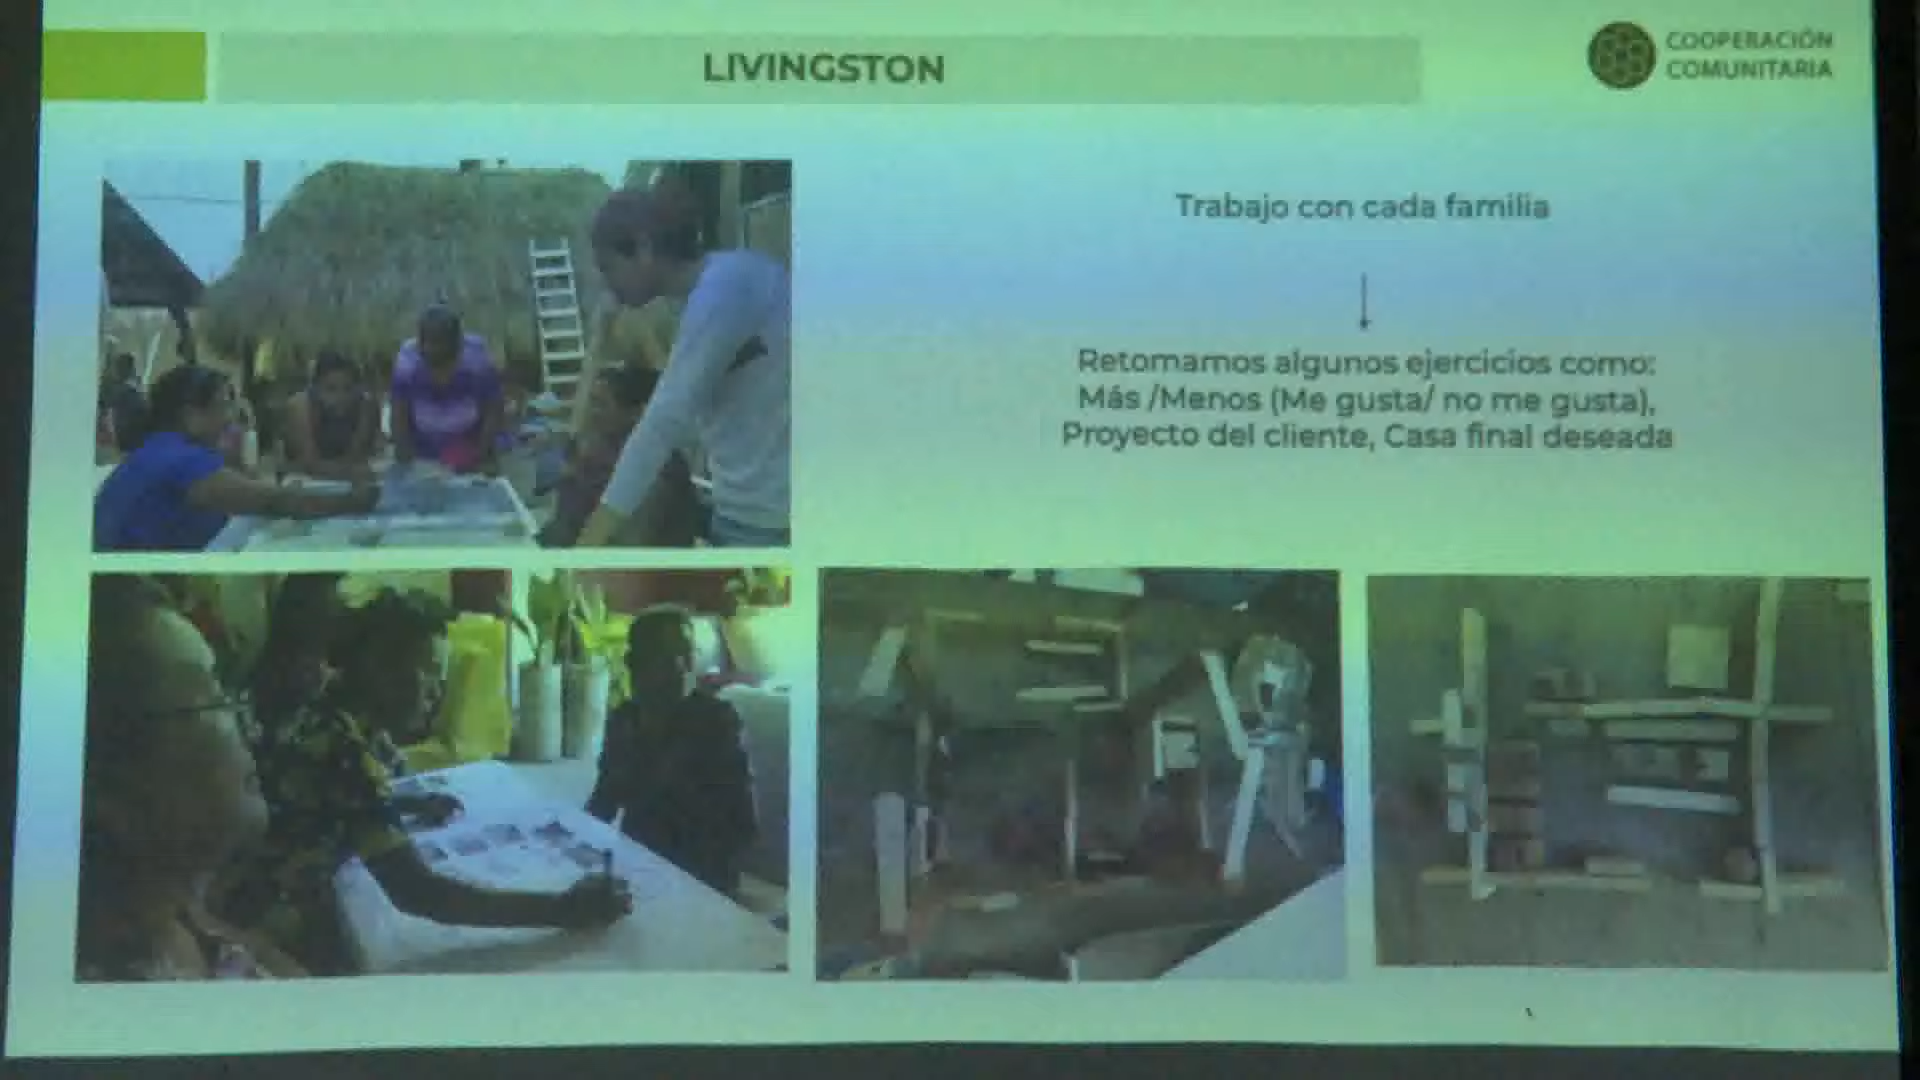 LIVINGSTON
COOPERACIÓN
COMUNITARIA
Trabajo con cada familia
Retomamos algunos ejercicios como:
Más /Menos (Me gusta/ no me gusta),
Proyecto del cliente, Casa final deseada